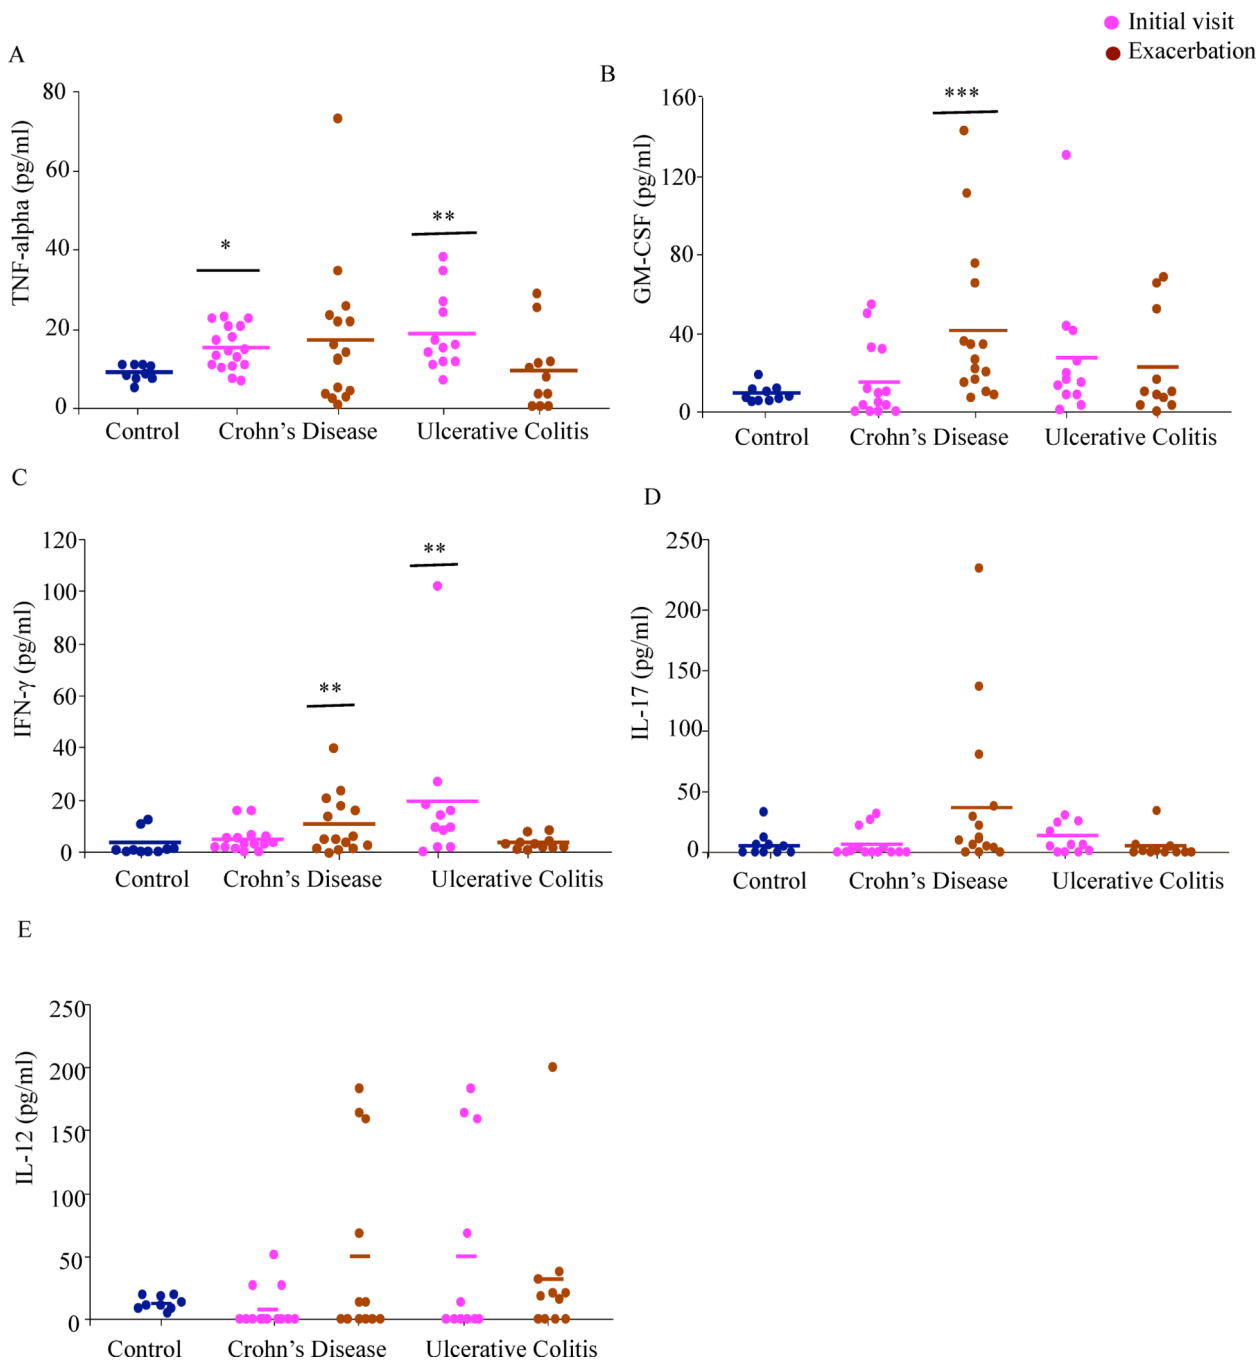 Initial visit
Exacerbation
A
TNF-alpha (pg/ml)
80
60
40
20
0
*
**
Control
Crohn’s Disease
Ulcerative Colitis
B
GM-CSF (pg/ml)
160
120
80
40
0
***
Control
Crohn’s Disease
Ulcerative Colitis
C
IFN-γ (pg/ml)
120
100
80
60
40
20
0
**
**
Control
Crohn’s Disease
Ulcerative Colitis
D
IL-17 (pg/ml)
250
200
150
100
50
0
Control
Crohn’s Disease
Ulcerative Colitis
E
IL-12 (pg/ml)
250
200
150
100
50
0
Control
Crohn’s Disease
Ulcerative Colitis